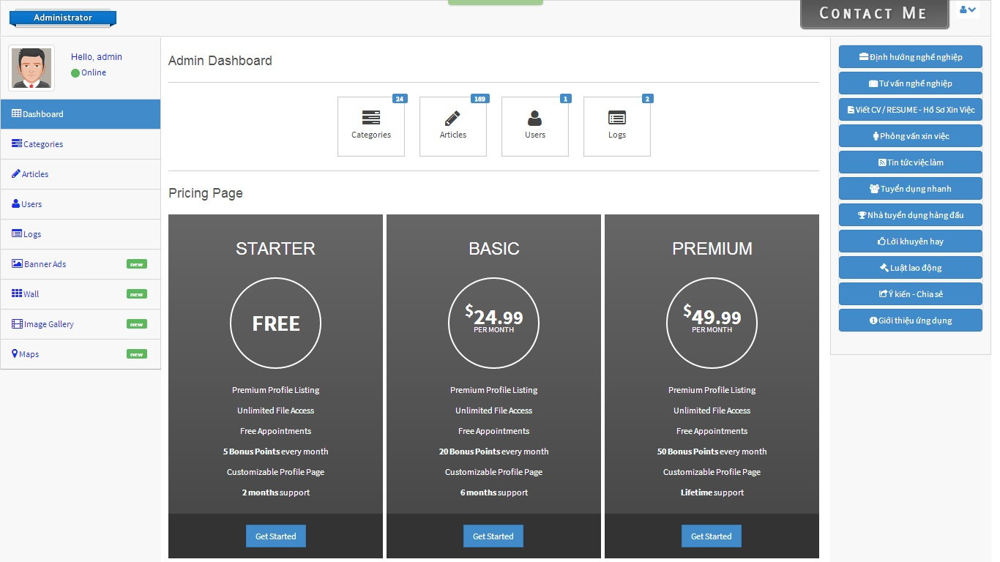 Administrator
CONTACT ME
Hello, admin
Online
Dashboard
Categories
Articles
Users
Logs
Banner Ads new
Wall new
Image Gallery new
Maps new
Admin Dashboard
24
Categories
169
Articles
1
Users
2
Logs
Pricing Page
STARTER
FREE
Premium Profile Listing
Unlimited File Access
Free Appointments
5 Bonus Points every month
Customizable Profile Page
2 months support
Get Started
BASIC
$24.99
PER MONTH
Premium Profile Listing
Unlimited File Access
Free Appointments
20 Bonus Points every month
Customizable Profile Page
6 months support
Get Started
PREMIUM
$49.99
PER MONTH
Premium Profile Listing
Unlimited File Access
Free Appointments
50 Bonus Points every month
Customizable Profile Page
Lifetime support
Get Started
Định hướng nghề nghiệp
Tư vấn nghề nghiệp
Viết CV / RESUME - Hồ Sơ Xin Việc
Phỏng vấn xin việc
Tin tức việc làm
Tuyển dụng nhanh
Nhà tuyển dụng hàng đầu
Lời khuyên hay
Luật lao động
Ý kiến - Chia sẻ
Giới thiệu ứng dụng